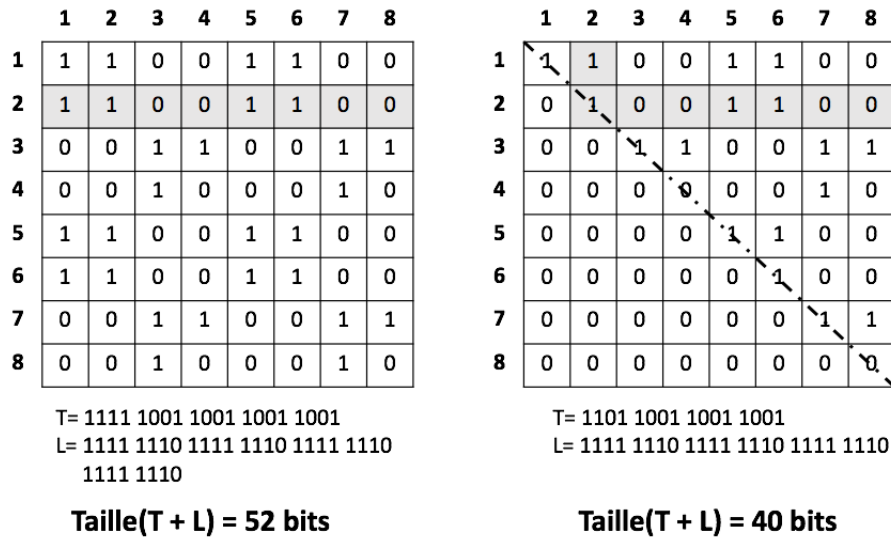 1 2 3 4 5 6 7 8
1 1 1 0 0 1 1 0 0
2 1 1 0 0 1 1 0 0
3 0 0 1 1 0 0 1 1
4 0 0 1 0 0 0 1 0
5 1 1 0 0 1 1 0 0
6 1 1 0 0 1 1 0 0
7 0 0 1 1 0 0 1 1
8 0 0 1 0 0 0 1 0
T= 1111 1001 1001 1001 1001
L= 1111 1110 1111 1110 1111 1110
1111 1110
Taille(T + L) = 52 bits
1 2 3 4 5 6 7 8
1 1 1 0 0 1 1 0 0
2 0 1 0 0 1 1 0 0
3 0 0 1 1 0 0 1 1
4 0 0 0 0 0 0 1 0
5 0 0 0 0 1 1 0 0
6 0 0 0 0 0 1 0 0
7 0 0 0 0 0 0 1 1
8 0 0 0 0 0 0 0 0
T= 1101 1001 1001 1001
L= 1111 1110 1111 1110 1111 1110
Taille(T + L) = 40 bits